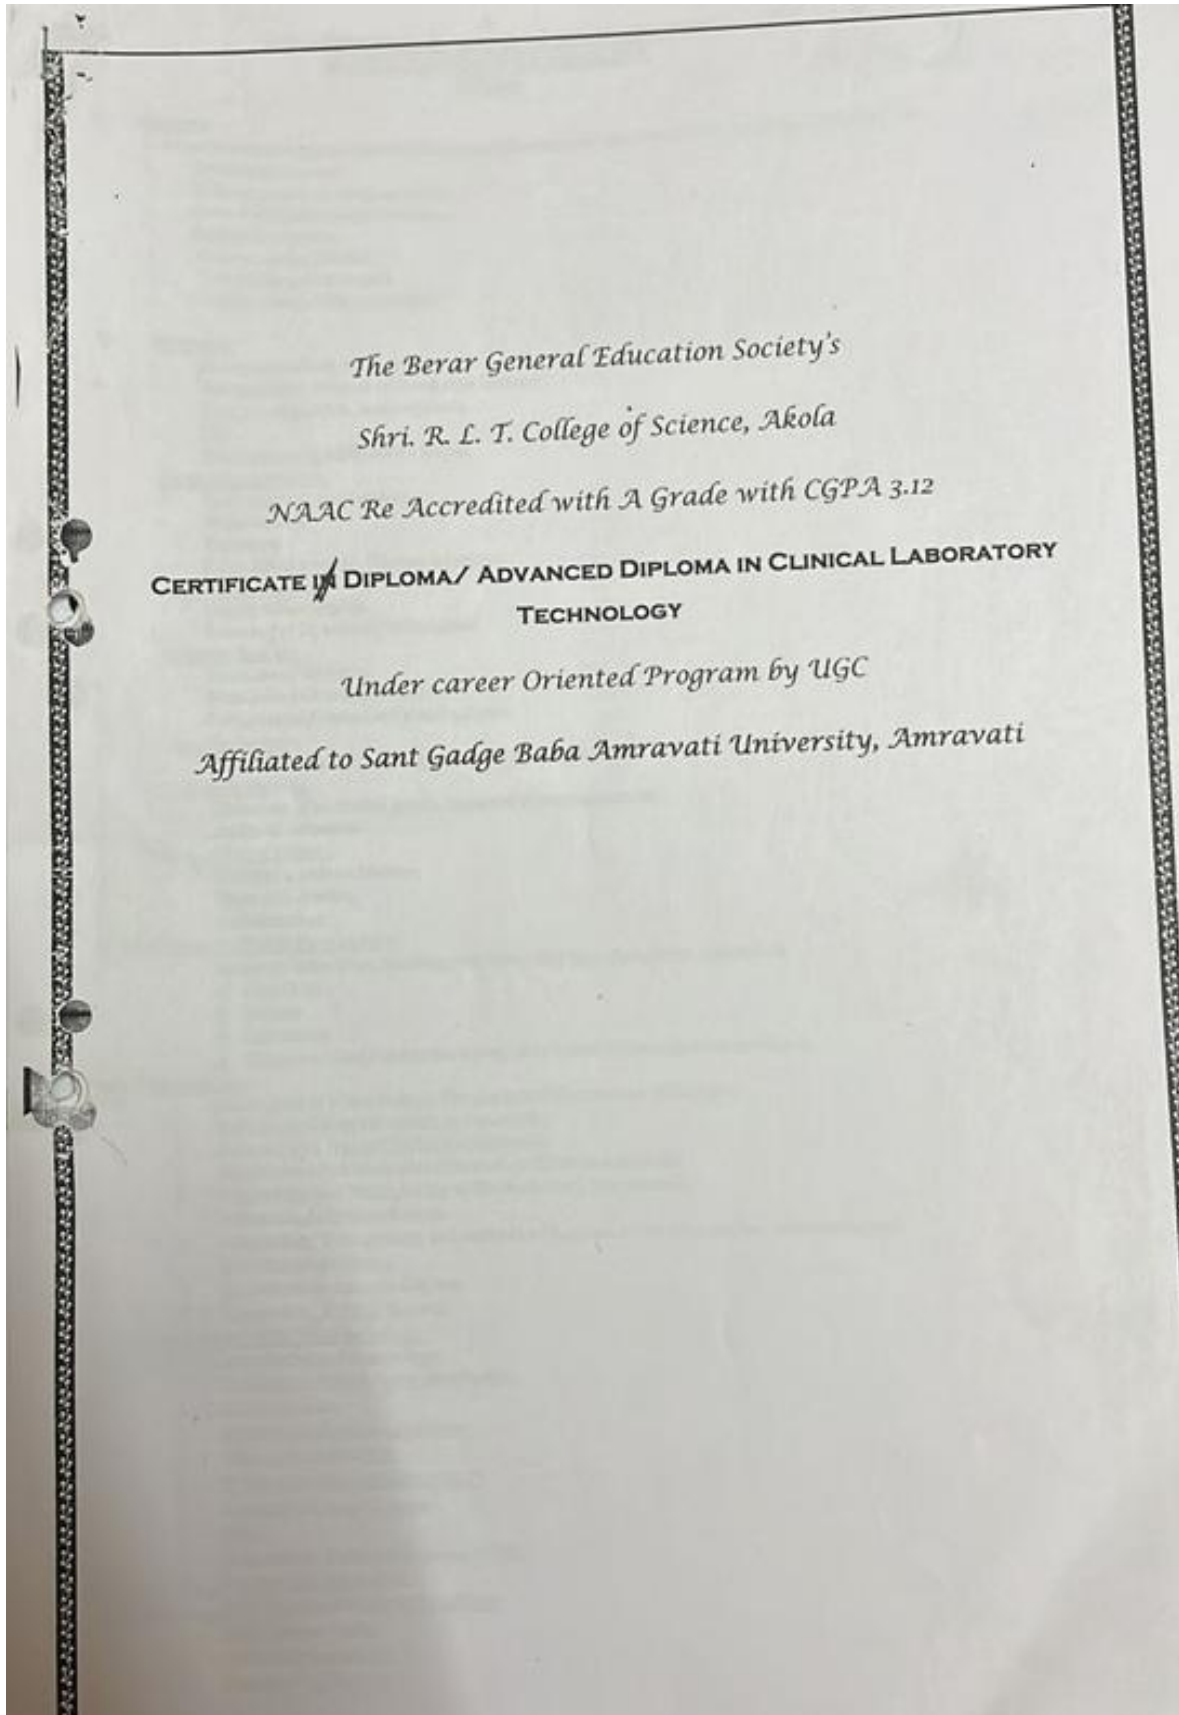 The Berar General Education Society's
Shri. R. L. T. College of Science, Akola
NAAC Re Accredited with A Grade with CGPA 3.12
CERTIFICATE / DIPLOMA/ ADVANCED DIPLOMA IN CLINICAL LABORATORY
TECHNOLOGY
Under career Oriented Program by UGC
Affiliated to Sant Gadge Baba Amravati University, Amravati